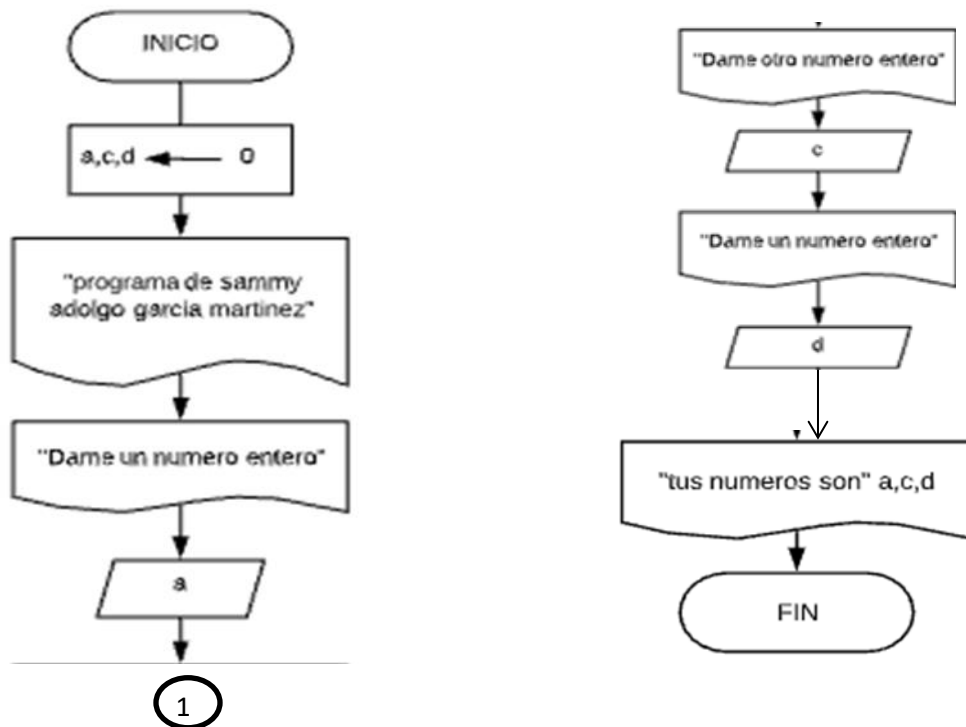 INICIO
a,c,d 0
"programa de sammy
adolgo garcia martinez"
"Dame un numero entero"
a
1
"Dame otro numero entero"
c
"Dame un numero entero"
d
"tus numeros son" a,c,d
FIN